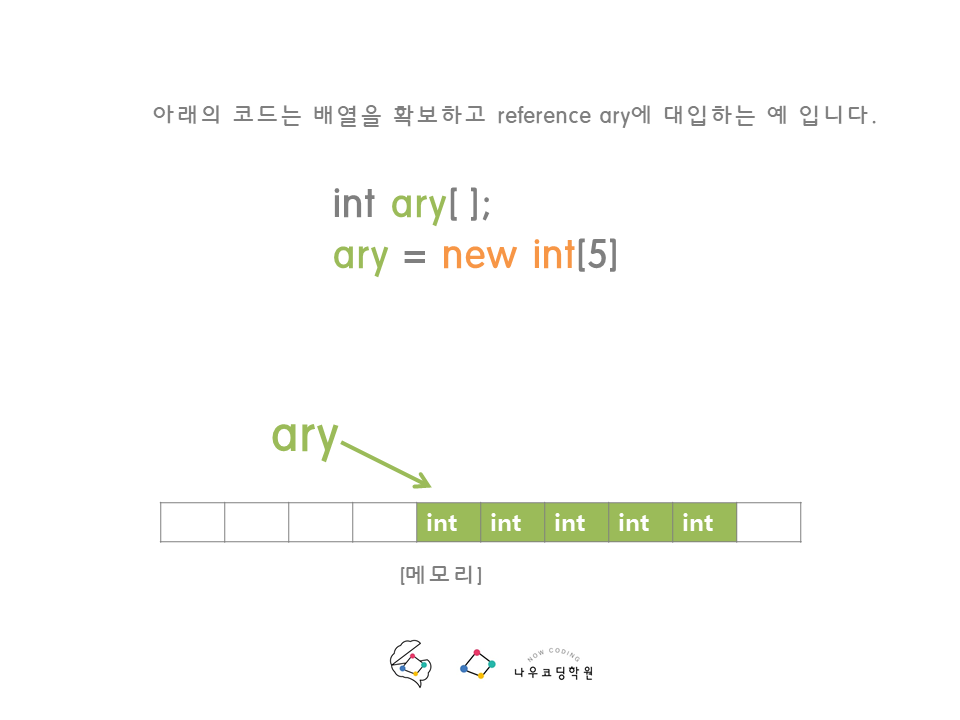 아래의 코드는 배열을 확보하고 reference ary에 대입하는 예 입니다.
int ary[ ];
ary = new int[5]
ary
int int int int int
[메모리]
NOW CODING
나우코딩학원